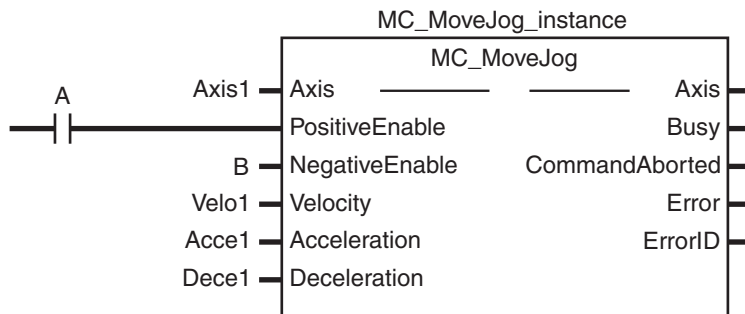 MC_MoveJog_instance
MC_MoveJog
A
Axis1 Axis Axis
PositiveEnable Busy
B NegativeEnable CommandAborted
Velo1 Velocity Error
Acce1 Acceleration ErrorID
Dece1 Deceleration